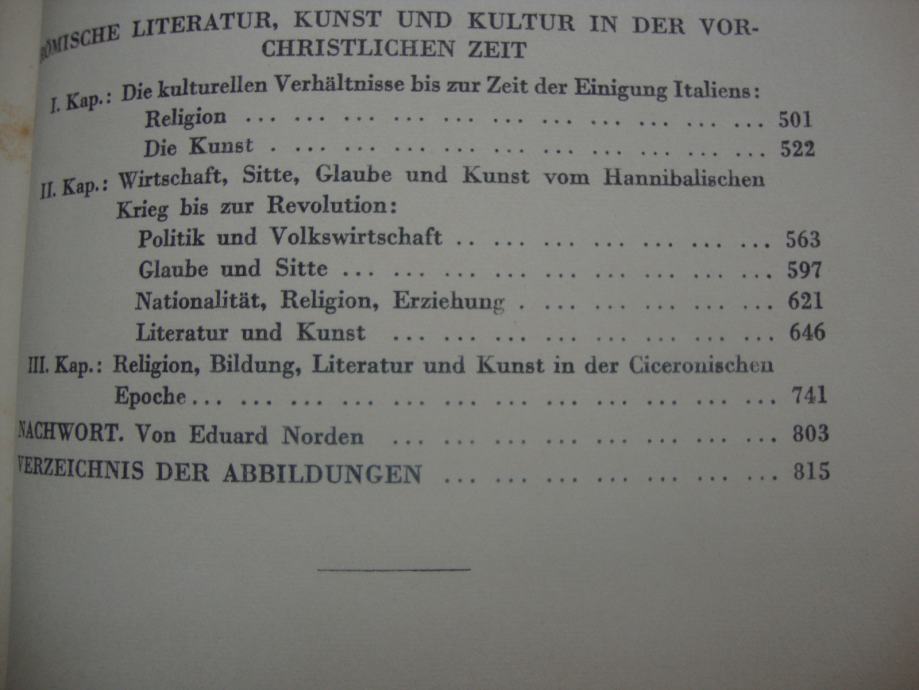 RÖMISCHE LITERATUR, KUNST UND KULTUR IN DER VOR-
CHRISTLICHEN ZEIT
I. Kap.: Die kulturellen Verhältnisse bis zur Zeit der Einigung Italiens:
Religion ... ... ... ... ... ... ... ... ... ... ... 501
Die Kunst . ... ... ... ... ... ... ... ... ... ... 522
II. Kap.: Wirtschaft, Sitte, Glaube und Kunst vom Hannibalischen
Krieg bis zur Revolution:
Politik und Volkswirtschaft .. ... ... ... ... ... ... 563
Glaube und Sitte ... ... ... ... ... ... ... ... ... 597
Nationalität, Religion, Erziehung . ... ... ... ... ... 621
Literatur und Kunst ... ... ... ... ... ... ... ... 646
III. Kap.: Religion, Bildung, Literatur und Kunst in der Ciceronischen
Epoche... ... ... ... ... ... ... ... ... ... ... ... 741
NACHWORT. Von Eduard Norden ... ... ... ... ... ... ... ... 803
VERZEICHNIS DER ABBILDUNGEN ... ... ... ... ... ... ... 815